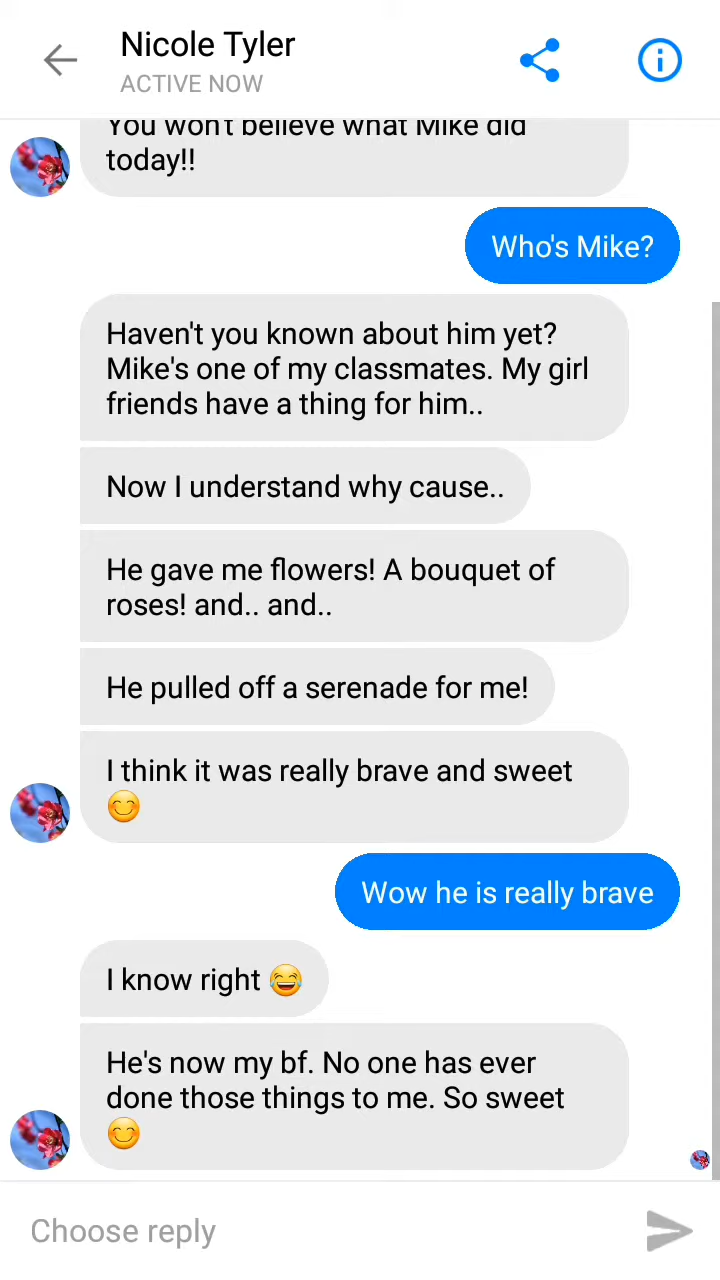 Nicole Tyler
ACTIVE NOW
You won't believe what Mike did
today!!
Who's Mike?
Haven't you known about him yet?
Mike's one of my classmates. My girl
friends have a thing for him..
Now I understand why cause..
He gave me flowers! A bouquet of
roses! and.. and..
He pulled off a serenade for me!
I think it was really brave and sweet
😊
Wow he is really brave
I know right 😂
He's now my bf. No one has ever
done those things to me. So sweet
😊
Choose reply